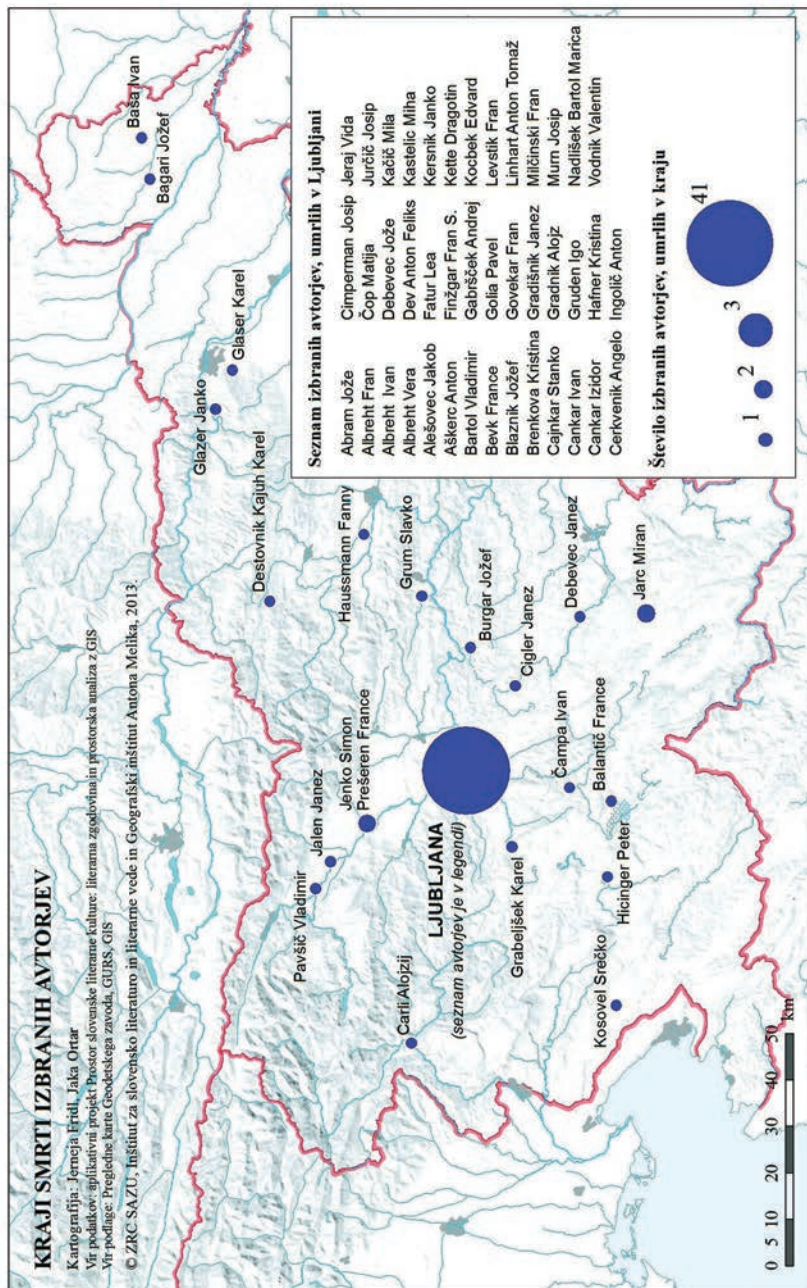 KRAJI SMRTI IZBRANIH AVTORJEV
Kartografija: Jerneja Fridl, Jaka Ortar
Vir podatkov: aplikativni projekt Prostor slovenske literarne kulture: literarna zgodovina in prostorska analiza z GIS
Vir podlage: Pregledne karte Geodetskega zavoda, GURS, GIS
© ZRC SAZU, Inštitut za slovensko literaturo in literarne vede in Geografski inštitut Antona Melika, 2013.
Baša Ivan
Bagari Jožef
Glaser Karel
Glazer Janko
Destovnik Kajuh Karel
Haussmann Fanny
Grum Slavko
Burgar Jožef
Cigler Janez
Debevec Janez
Jarc Miran
Pavšič Vladimir
Jalen Janez
Jenko Simon
Prešeren France
Carli Alojzij
LJUBLJANA
(seznam avtorjev je v legendi)
Grabeljšek Karel
Čampa Ivan
Balantič France
Hicinger Peter
Kosovel Srečko
0 5 10 20 30 40 50
km
Seznam izbranih avtorjev, umrlih v Ljubljani
Abram Jože
Albreht Fran
Albreht Ivan
Albreht Vera
Alešovec Jakob
Aškerc Anton
Bartol Vladimir
Bevk France
Blaznik Jožef
Brenkova Kristina
Cajnkar Stanko
Cankar Ivan
Cankar Izidor
Cerkvenik Angelo
Cimperman Josip
Čop Matija
Debevec Jože
Dev Anton Feliks
Fatur Lea
Finžgar Fran S.
Gabršček Andrej
Golia Pavel
Govekar Fran
Gradišnik Janez
Gradnik Alojz
Gruden Igo
Hafner Kristina
Ingolič Anton
Jeraj Vida
Jurčič Josip
Kačič Mila
Kastelic Miha
Kersnik Janko
Kette Dragotin
Kocbek Edvard
Levstik Fran
Linhart Anton Tomaž
Milčinski Fran
Murn Josip
Nadlišek Bartol Marica
Vodnik Valentin
Število izbranih avtorjev, umrlih v kraju
1 2 3 41